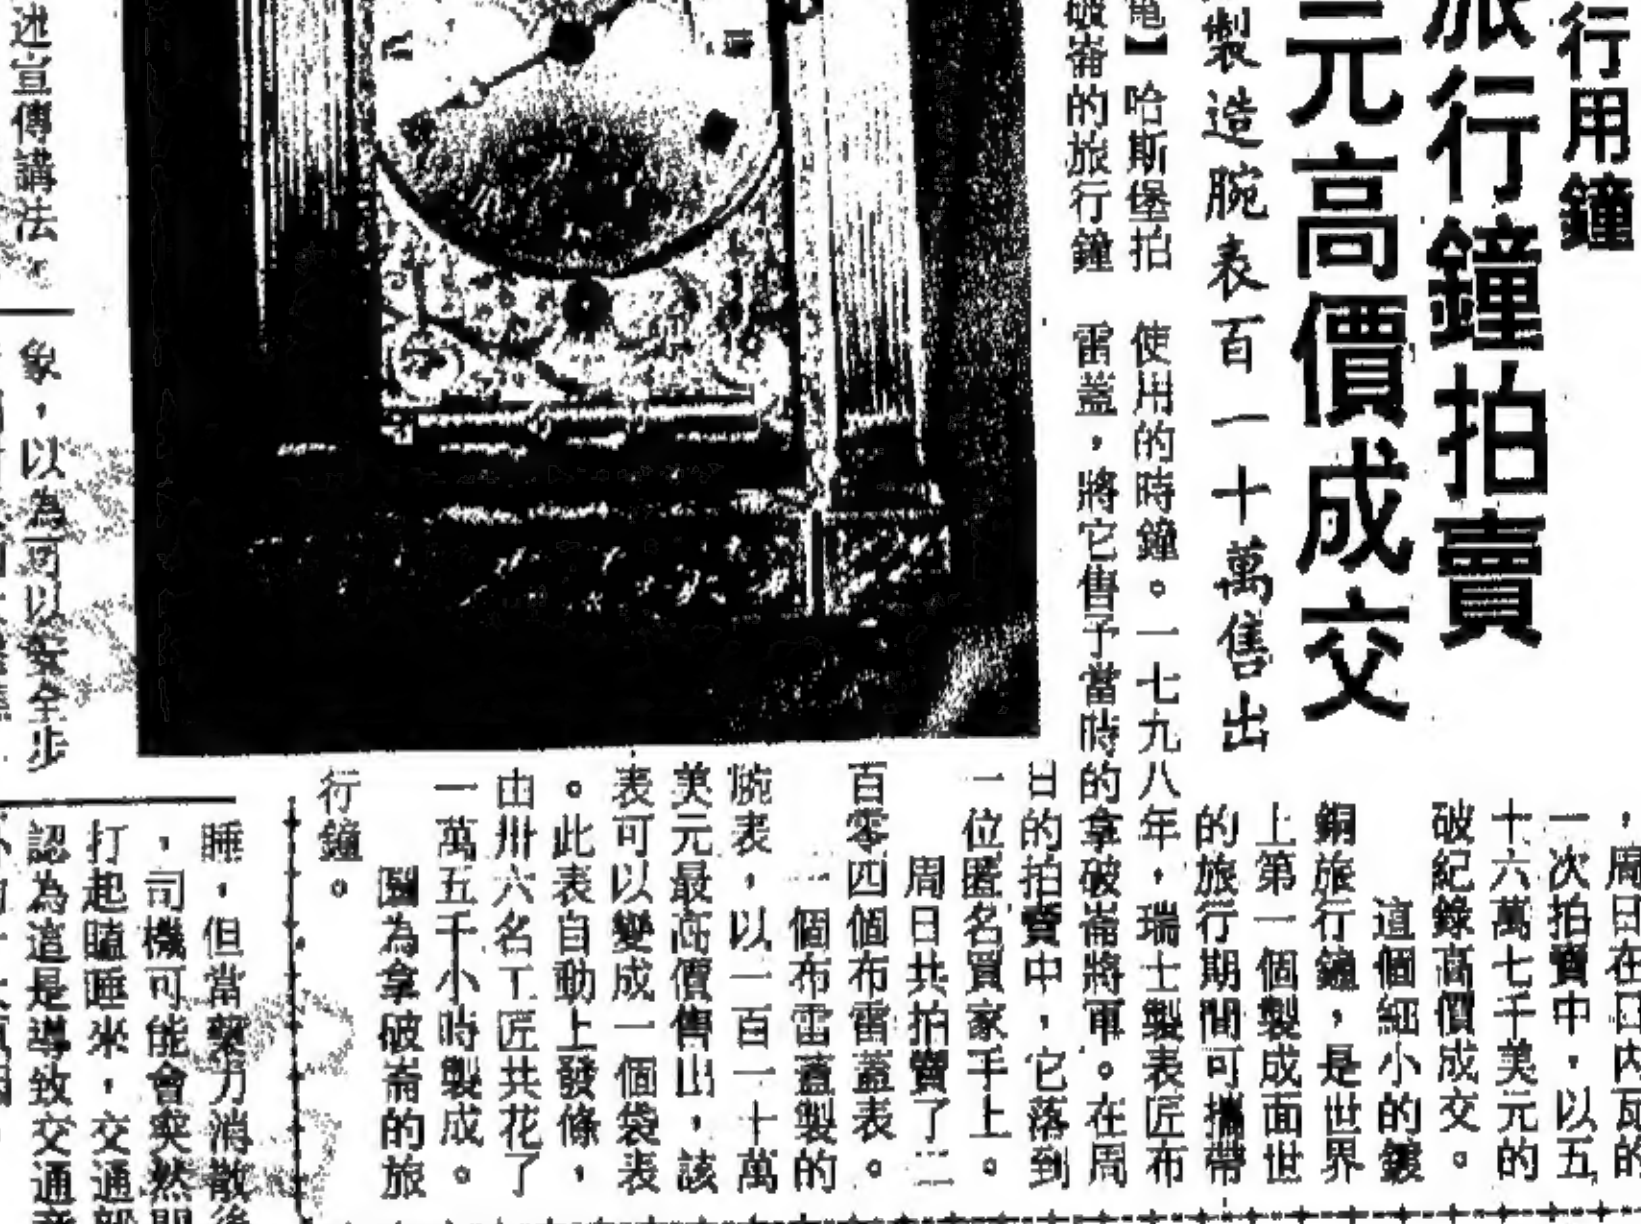 行用鐘
旅行鐘拍賣
元高價成交
製造腕表百一十萬售出
電】哈斯堡拍
破崙的旅行鐘
，周日在日內瓦的
一次拍賣中，以五
十六萬七千美元的
破紀錄高價成交。
這個細小的鍍
銅旅行鐘，是世界
上第一個製成面世
的旅行期間可攜帶
使用的時鐘。一七九八年，瑞士製表匠布
雷蓋，將它售予當時的拿破崙將軍。在周
日的拍賣中，它落到
一位匿名買家手上。
周日共拍賣了二
百零四個布雷蓋表。
一個布雷蓋製的
腕表，以一百一十萬
美元最高價售出，該
表可以變成一個袋表
。此表自動上發條，
由卅六名工匠共花了
一萬五千小時製成。
圖為拿破崙的旅
行鐘。
述宣傳講法
象，以為可以安全步
睡，但當藥力消散後
，司機可能會突然間
打起瞌睡來，交通部
認為這是導致交通意